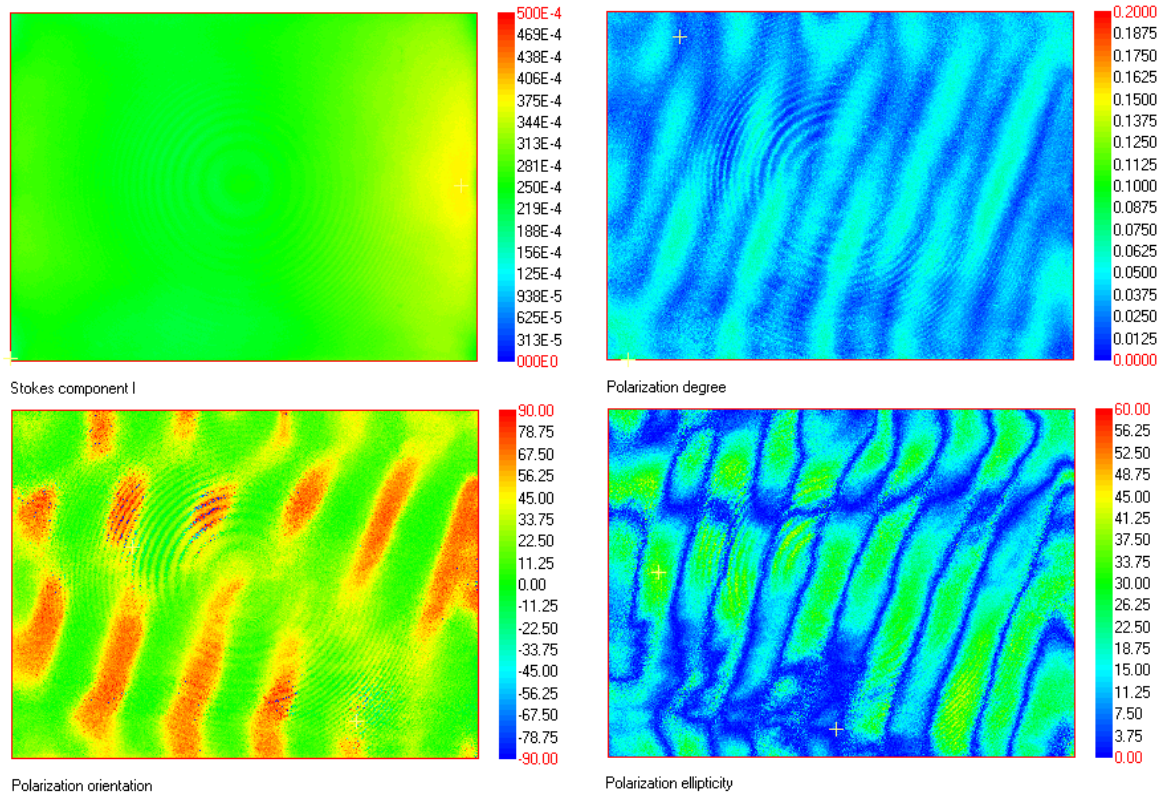 500E-4
469E-4
438E-4
406E-4
375E-4
344E-4
313E-4
281E-4
250E-4
219E-4
188E-4
156E-4
125E-4
938E-5
625E-5
313E-5
000E0
Stokes component I
0.2000
0.1875
0.1750
0.1625
0.1500
0.1375
0.1250
0.1125
0.1000
0.0875
0.0750
0.0625
0.0500
0.0375
0.0250
0.0125
0.0000
Polarization degree
90.00
78.75
67.50
56.25
45.00
33.75
22.50
11.25
0.00
-11.25
-22.50
-33.75
-45.00
-56.25
-67.50
-78.75
-90.00
Polarization orientation
60.00
56.25
52.50
48.75
45.00
41.25
37.50
33.75
30.00
26.25
22.50
18.75
15.00
11.25
7.50
3.75
0.00
Polarization ellipticity